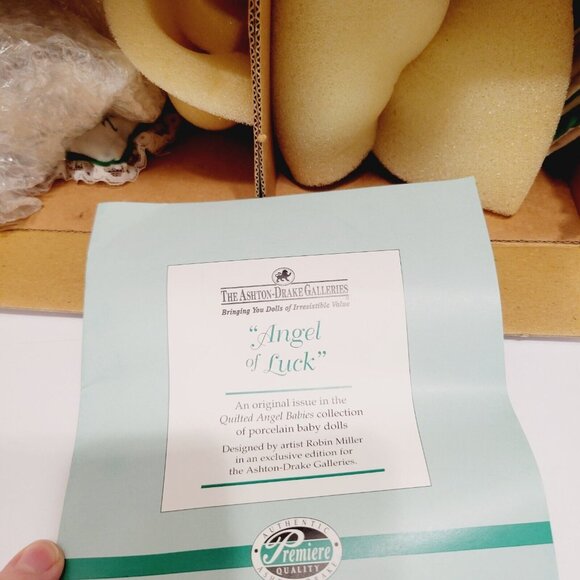 THE ASHTON-DRAKE GALLERIES
Bringing You Dolls of Irresistible Value
"Angel
of Luck"
An original issue in the
Quilted Angel Babies collection
of porcelain baby dolls
Designed by artist Robin Miller
in an exclusive edition for
the Ashton-Drake Galleries.
AUTHENTIC
Premiere
QUALITY